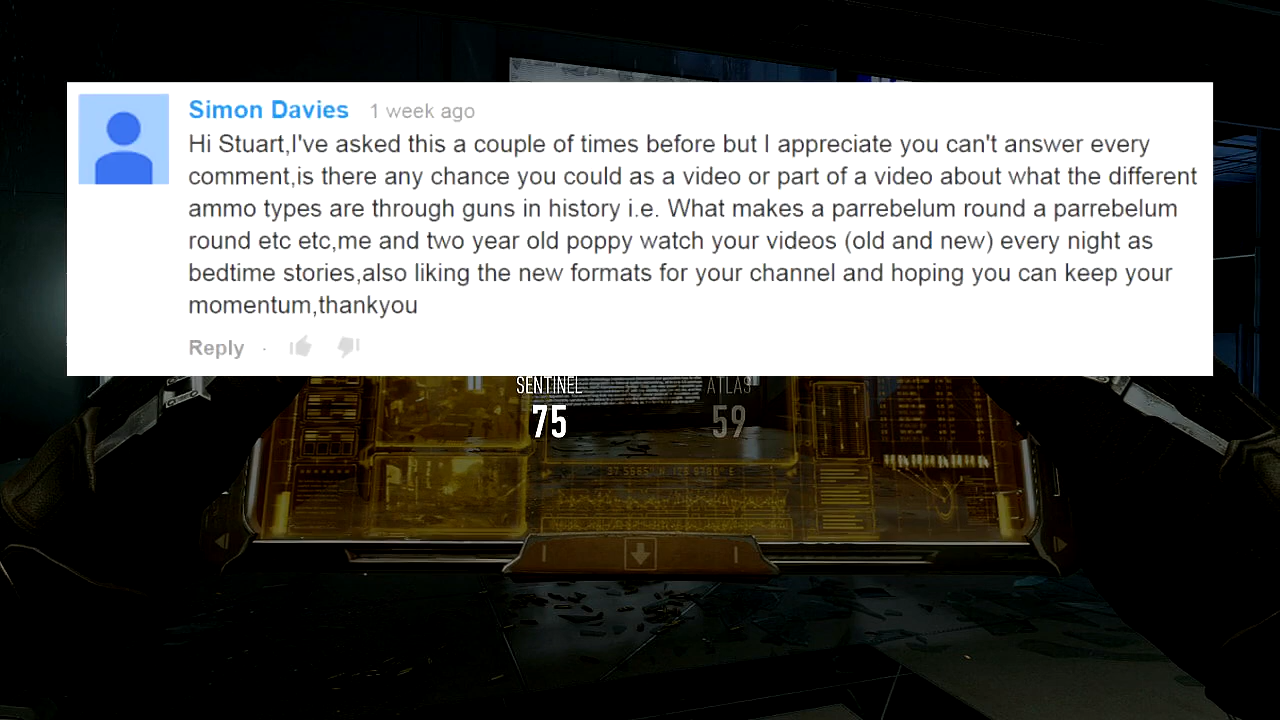 Simon Davies 1 week ago
Hi Stuart,I've asked this a couple of times before but I appreciate you can't answer every
comment,is there any chance you could as a video or part of a video about what the different
ammo types are through guns in history i.e. What makes a parrebelum round a parrebelum
round etc etc,me and two year old poppy watch your videos (old and new) every night as
bedtime stories,also liking the new formats for your channel and hoping you can keep your
momentum,thankyou
Reply ·
SENTINEL ATLAS
75 59